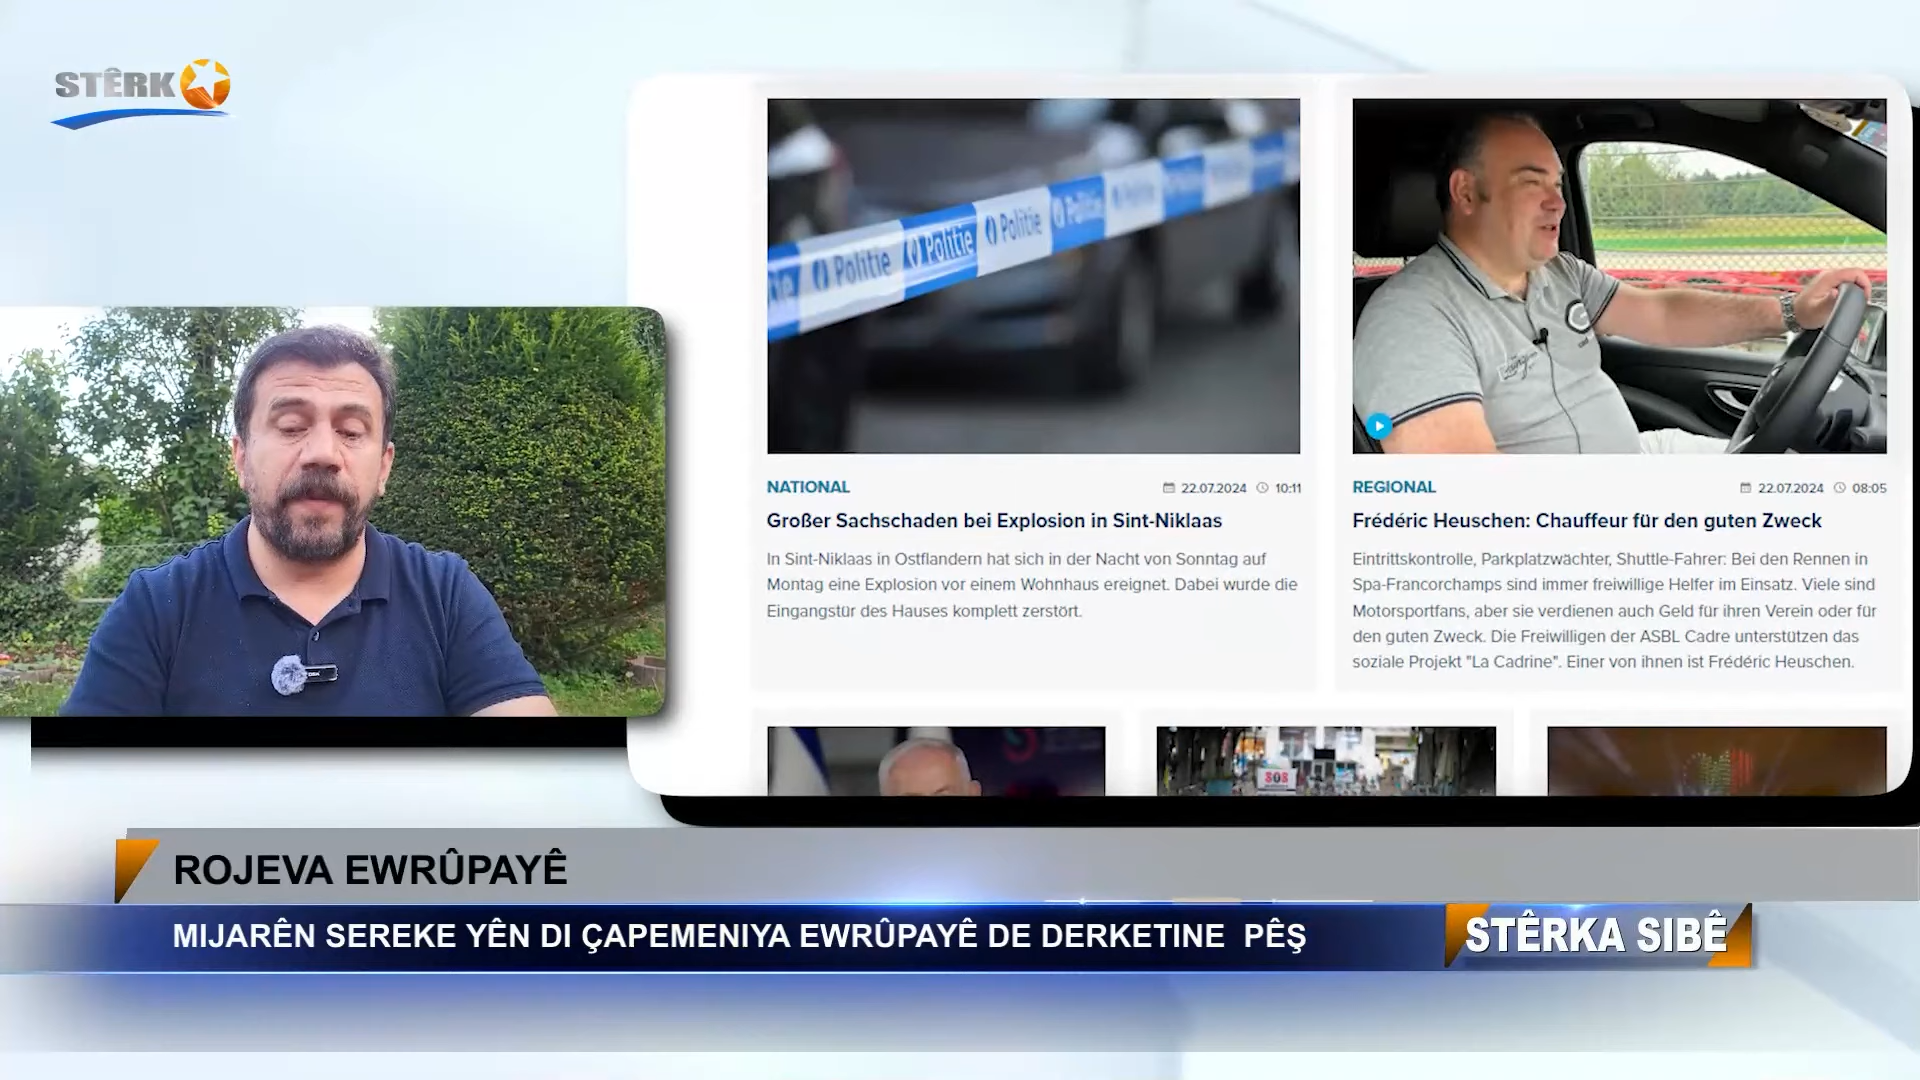 STÊRK
Politie
Politie
Politie
Politie
NATIONAL
22.07.2024 10:11
Großer Sachschaden bei Explosion in Sint-Niklaas
In Sint-Niklaas in Ostflandern hat sich in der Nacht von Sonntag auf
Montag eine Explosion vor einem Wohnhaus ereignet. Dabei wurde die
Eingangstür des Hauses komplett zerstört.
REGIONAL
22.07.2024 08:05
Frédéric Heuschen: Chauffeur für den guten Zweck
Eintrittskontrolle, Parkplatzwächter, Shuttle-Fahrer: Bei den Rennen in
Spa-Francorchamps sind immer freiwillige Helfer im Einsatz. Viele sind
Motorsportfans, aber sie verdienen auch Geld für ihren Verein oder für
den guten Zweck. Die Freiwilligen der ASBL Cadre unterstützen das
soziale Projekt "La Cadrine". Einer von ihnen ist Frédéric Heuschen.
SOS
ROJEVA EWRÛPAYÊ
MIJARÊN SEREKE YÊN DI ÇAPEMENIYA EWRÛPAYÊ DE DERKETINE PÊŞ
STÊRKA SIBÊ